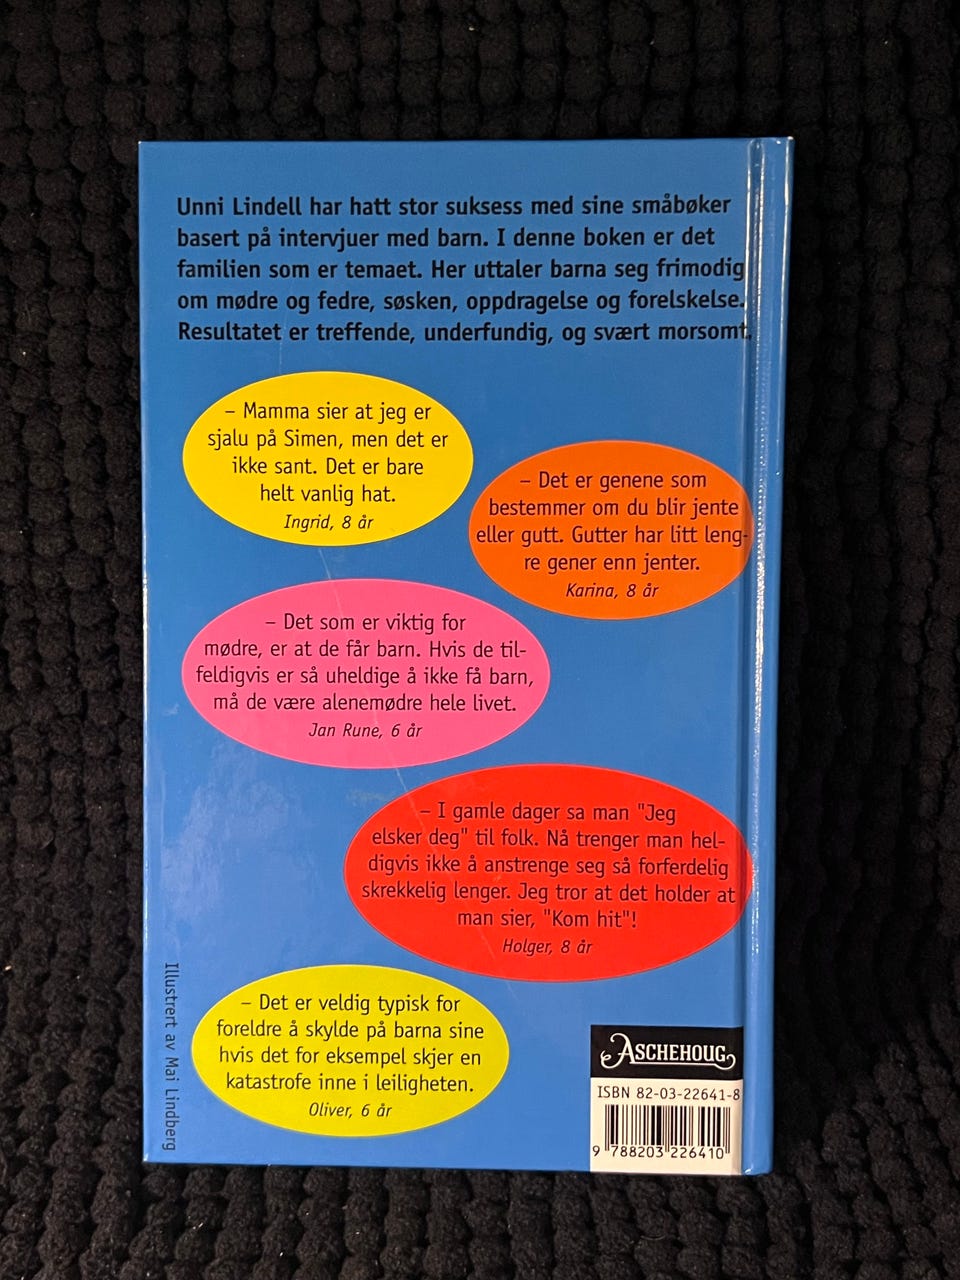 Unni Lindell har hatt stor suksess med sine småbøker
basert på intervjuer med barn. I denne boken er det
familien som er temaet. Her uttaler barna seg frimodig
om mødre og fedre, søsken, oppdragelse og forelskelse.
Resultatet er treffende, underfundig, og svært morsomt.
– Mamma sier at jeg er
sjalu på Simen, men det er
ikke sant. Det er bare
helt vanlig hat.
Ingrid, 8 år
– Det er genene som
bestemmer om du blir jente
eller gutt. Gutter har litt leng-
re gener enn jenter.
Karina, 8 år
– Det som er viktig for
mødre, er at de får barn. Hvis de til-
feldigvis er så uheldige å ikke få barn,
må de være alenemødre hele livet.
Jan Rune, 6 år
– I gamle dager sa man "Jeg
elsker deg" til folk. Nå trenger man hel-
digvis ikke å anstrenge seg så forferdelig
skrekkelig lenger. Jeg tror at det holder at
man sier, "Kom hit"!
Holger, 8 år
– Det er veldig typisk for
foreldre å skylde på barna sine
hvis det for eksempel skjer en
katastrofe inne i leiligheten.
Oliver, 6 år
Illustrert av Mai Lindberg
ASCHEHOUG
ISBN 82-03-22641-8
9 788203 226410